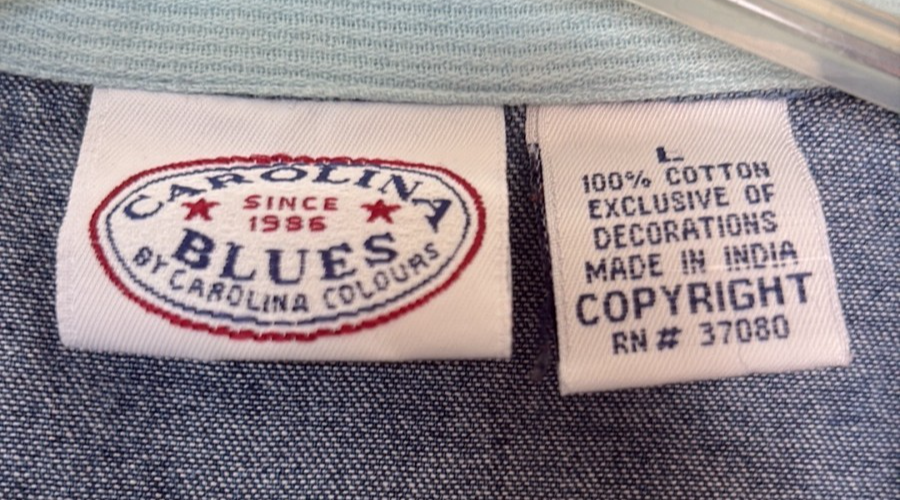 CAROLINA
SINCE
1986
BLUES
BY CAROLINA COLOURS
L
100% COTTON
EXCLUSIVE OF
DECORATIONS
MADE IN INDIA
COPYRIGHT
RN # 37080